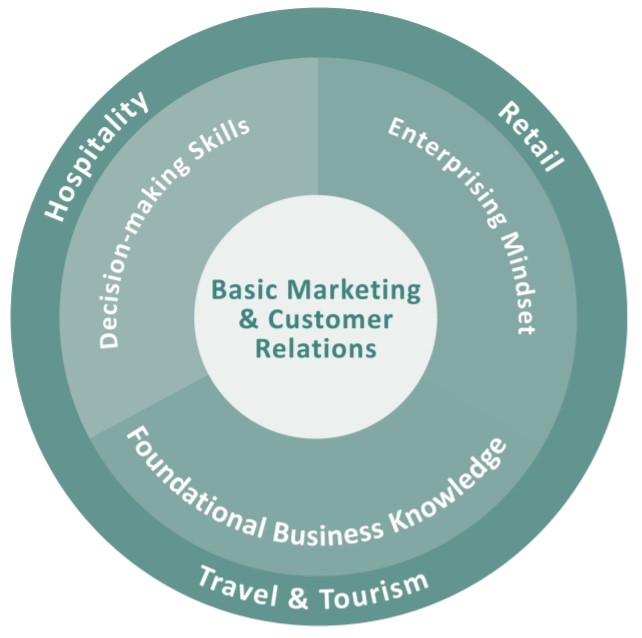 Hospitality
Retail
Decision-making Skills
Enterprising Mindset
Basic Marketing
& Customer
Relations
Foundational Business Knowledge
Travel & Tourism